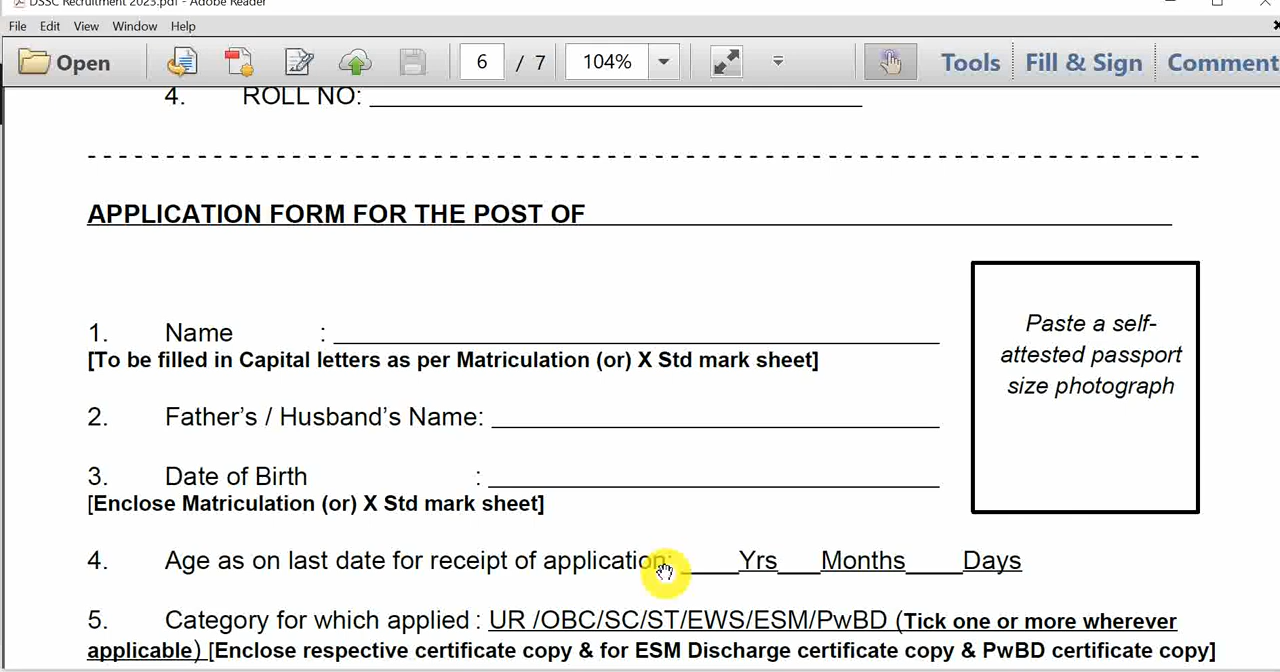 DSSC Recruitment 2023.pdf - Adobe Reader
File Edit View Window Help
Open 6 / 7 104% Tools Fill & Sign Comment
4. ROLL NO:
APPLICATION FORM FOR THE POST OF
Paste a self-
attested passport
size photograph
1. Name :
[To be filled in Capital letters as per Matriculation (or) X Std mark sheet]
2. Father’s / Husband’s Name:
3. Date of Birth :
[Enclose Matriculation (or) X Std mark sheet]
4. Age as on last date for receipt of application: ____Yrs___Months____Days
5. Category for which applied : UR /OBC/SC/ST/EWS/ESM/PwBD (Tick one or more wherever
applicable) [Enclose respective certificate copy & for ESM Discharge certificate copy & PwBD certificate copy]